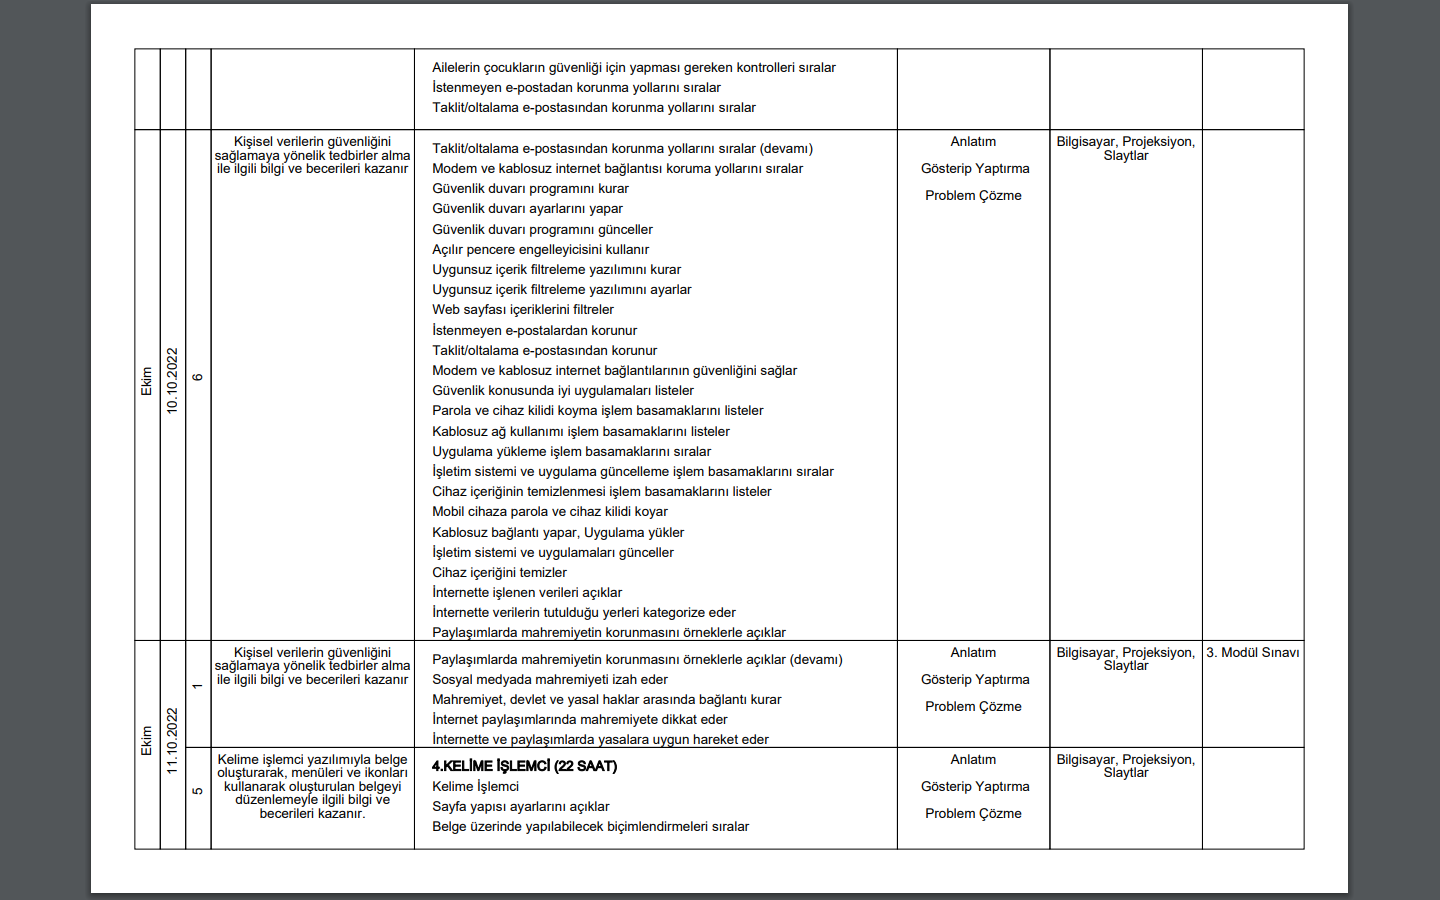 Ailelerin çocukların güvenliği için yapması gereken kontrolleri sıralar
İstenmeyen e-postadan korunma yollarını sıralar
Taklit/oltalama e-postasından korunma yollarını sıralar
Ekim
10.10.2022
6
Kişisel verilerin güvenliğini
sağlamaya yönelik tedbirler alma
ile ilgili bilgi ve becerileri kazanır
Taklit/oltalama e-postasından korunma yollarını sıralar (devamı)
Modem ve kablosuz internet bağlantısı koruma yollarını sıralar
Güvenlik duvarı programını kurar
Güvenlik duvarı ayarlarını yapar
Güvenlik duvarı programını günceller
Açılır pencere engelleyicisini kullanır
Uygunsuz içerik filtreleme yazılımını kurar
Uygunsuz içerik filtreleme yazılımını ayarlar
Web sayfası içeriklerini filtreler
İstenmeyen e-postalardan korunur
Taklit/oltalama e-postasından korunur
Modem ve kablosuz internet bağlantılarının güvenliğini sağlar
Güvenlik konusunda iyi uygulamaları listeler
Parola ve cihaz kilidi koyma işlem basamaklarını listeler
Kablosuz ağ kullanımı işlem basamaklarını listeler
Uygulama yükleme işlem basamaklarını sıralar
İşletim sistemi ve uygulama güncelleme işlem basamaklarını sıralar
Cihaz içeriğinin temizlenmesi işlem basamaklarını listeler
Mobil cihaza parola ve cihaz kilidi koyar
Kablosuz bağlantı yapar, Uygulama yükler
İşletim sistemi ve uygulamaları günceller
Cihaz içeriğini temizler
İnternette işlenen verileri açıklar
İnternette verilerin tutulduğu yerleri kategorize eder
Paylaşımlarda mahremiyetin korunmasını örneklerle açıklar
Anlatım
Gösterip Yaptırma
Problem Çözme
Bilgisayar, Projeksiyon,
Slaytlar
Ekim
11.10.2022
1
Kişisel verilerin güvenliğini
sağlamaya yönelik tedbirler alma
ile ilgili bilgi ve becerileri kazanır
Paylaşımlarda mahremiyetin korunmasını örneklerle açıklar (devamı)
Sosyal medyada mahremiyeti izah eder
Mahremiyet, devlet ve yasal haklar arasında bağlantı kurar
İnternet paylaşımlarında mahremiyete dikkat eder
İnternette ve paylaşımlarda yasalara uygun hareket eder
Anlatım
Gösterip Yaptırma
Problem Çözme
Bilgisayar, Projeksiyon,
Slaytlar
3. Modül Sınavı
5
Kelime işlemci yazılımıyla belge
oluşturarak, menüleri ve ikonları
kullanarak oluşturulan belgeyi
düzenlemeyle ilgili bilgi ve
becerileri kazanır.
4.KELİME İŞLEMCİ (22 SAAT)
Kelime İşlemci
Sayfa yapısı ayarlarını açıklar
Belge üzerinde yapılabilecek biçimlendirmeleri sıralar
Anlatım
Gösterip Yaptırma
Problem Çözme
Bilgisayar, Projeksiyon,
Slaytlar